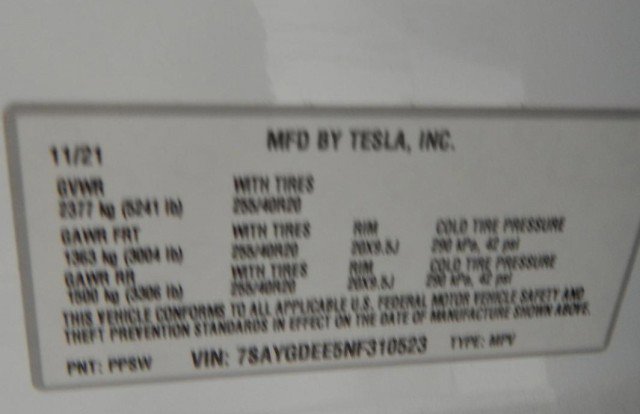 MFD BY TESLA, INC.
11/21
GVWR WITH TIRES
2377 kg (5241 lb) 255/40R20
GAWR FRT WITH TIRES RIM COLD TIRE PRESSURE
1363 kg (3004 lb) 255/40R20 20X9.5J 290 kPa, 42 psi
GAWR RR WITH TIRES RIM COLD TIRE PRESSURE
1500 kg (3306 lb) 255/40R20 20X9.5J 290 kPa, 42 psi
THIS VEHICLE CONFORMS TO ALL APPLICABLE U.S. FEDERAL MOTOR VEHICLE SAFETY AND
THEFT PREVENTION STANDARDS IN EFFECT ON THE DATE OF MANUFACTURE SHOWN ABOVE.
PNT: PPSW VIN: 7SAYGDEE5NF310523 TYPE: MPV